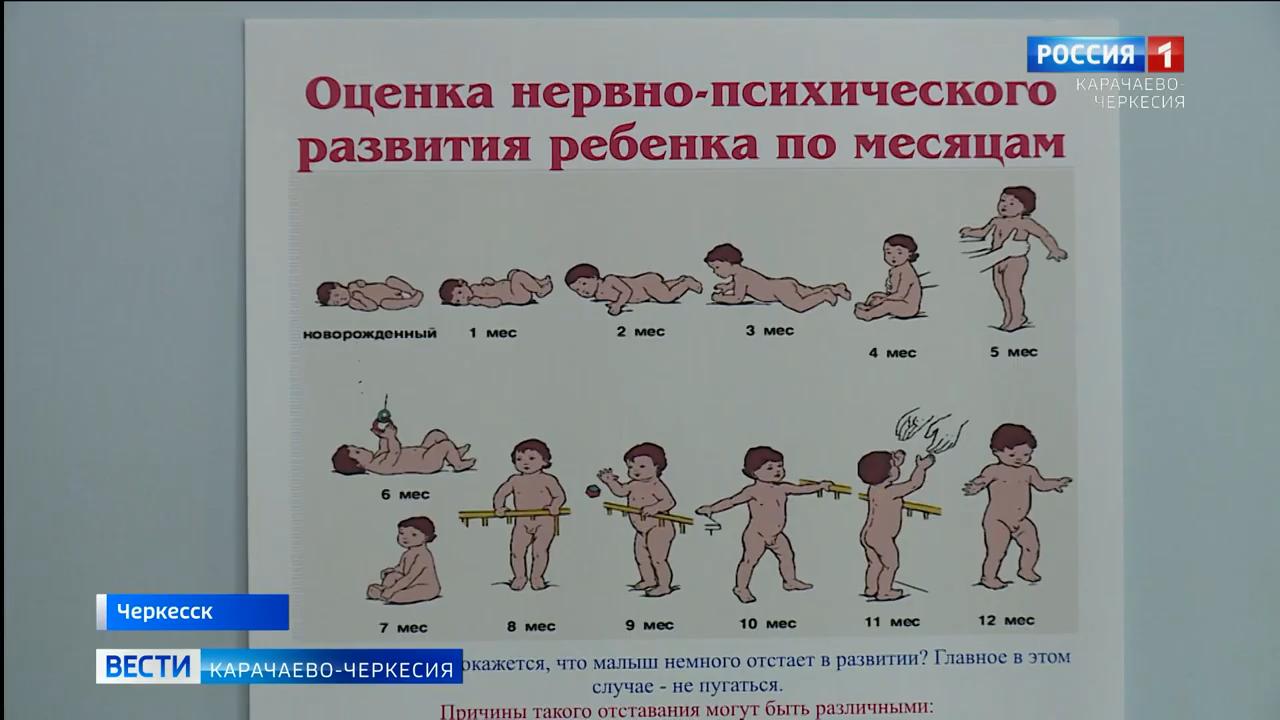 РОССИЯ 1
КАРАЧАЕВО-
ЧЕРКЕСИЯ
Оценка нервно-психического
развития ребенка по месяцам
новорожденный
1 мес
2 мес
3 мес
4 мес
5 мес
6 мес
7 мес
8 мес
9 мес
10 мес
11 мес
12 мес
Черкесск
ВЕСТИ КАРАЧАЕВО-ЧЕРКЕСИЯ
что малыш немного отстает в развитии? Главное в этом
случае - не пугаться.
Причины такого отставания могут быть различными: